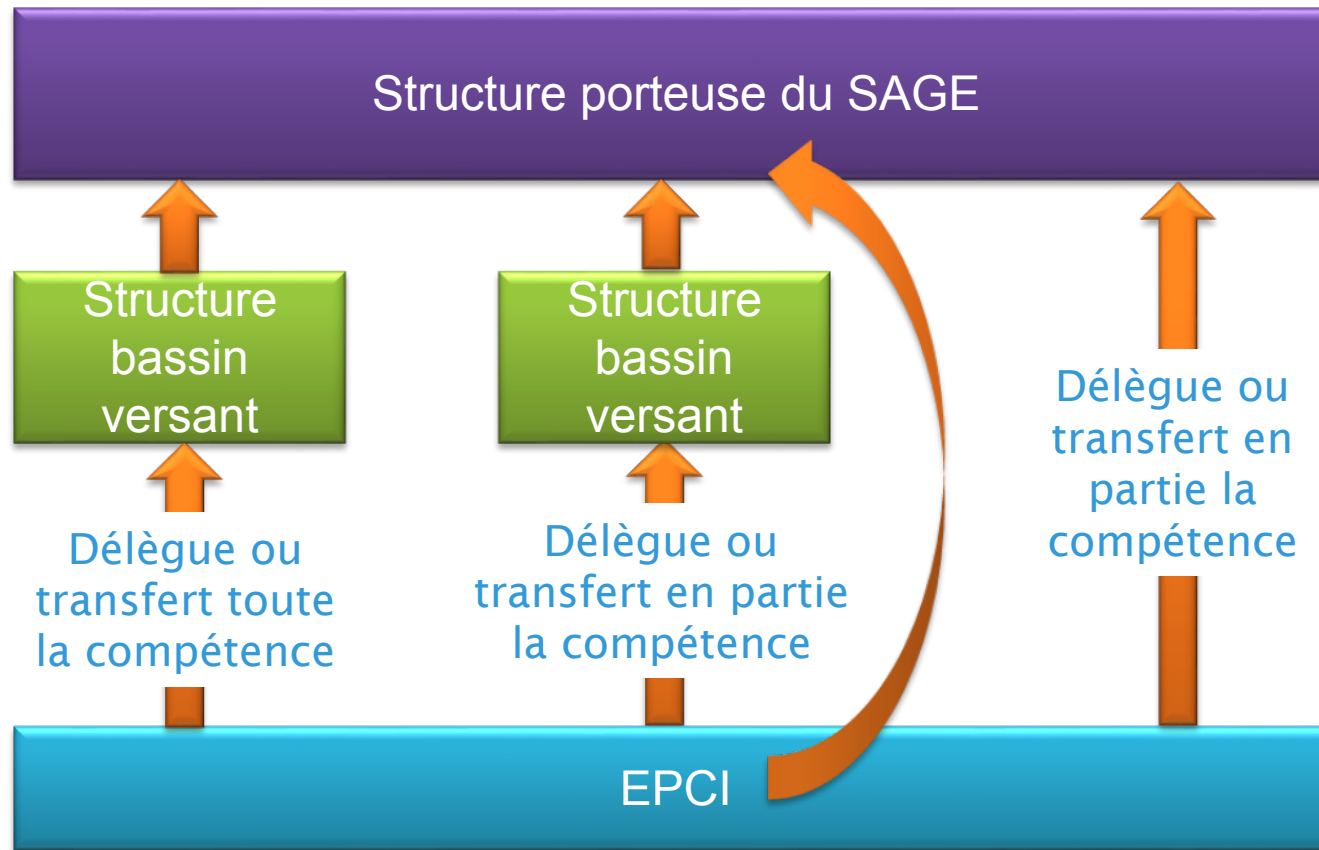 Structure porteuse du SAGE
Structure
bassin
versant
Structure
bassin
versant
Délègue ou
transfert toute
la compétence
Délègue ou
transfert en partie
la compétence
Délègue ou
transfert en
partie la
compétence
EPCI